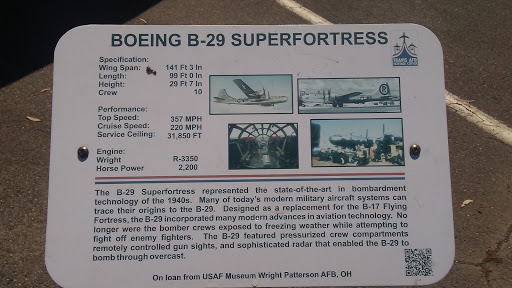 BOEING B-29 SUPERFORTRESS
Specification:
Wing Span: 141 Ft 3 In
Length: 99 Ft 0 In
Height: 29 Ft 7 In
Crew 10
Performance:
Top Speed: 357 MPH
Cruise Speed: 220 MPH
Service Ceiling: 31,850 FT
Engine:
Wright R-3350
Horse Power 2,200
The B-29 Superfortress represented the state-of-the-art in bombardment
technology of the 1940s. Many of today's modern military aircraft systems can
trace their origins to the B-29. Designed as a replacement for the B-17 Flying
Fortress, the B-29 incorporated many modern advances in aviation technology. No
longer were the bomber crews exposed to freezing weather while attempting to
fight off enemy fighters. The B-29 featured pressurized crew compartments
remotely controlled gun sights, and sophisticated radar that enabled the B-29 to
bomb through overcast.
On loan from USAF Museum Wright Patterson AFB, OH
TRAVIS AFB